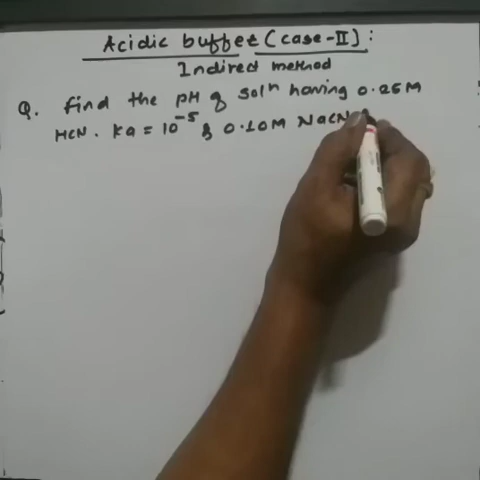 Acidic buffer (case-II) :
Indirect method
Q. Find the pH of solⁿ having 0.25M
HCN. Ka = 10⁻⁵ & 0.10M NaCN